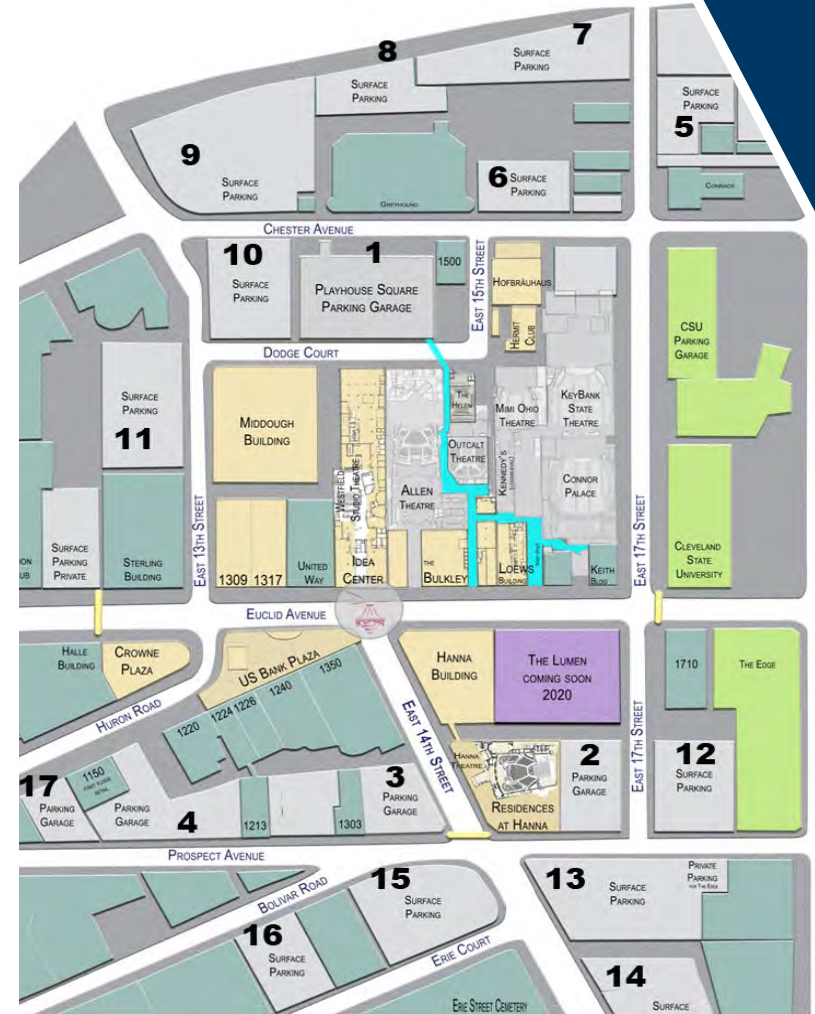 7
8
SURFACE
PARKING
SURFACE
PARKING
SURFACE
PARKING
5
9
6
SURFACE
PARKING
SURFACE
PARKING
CONRADS
GREYHOUND
CHESTER AVENUE
10
SURFACE
PARKING
1
PLAYHOUSE SQUARE
PARKING GARAGE
1500
EAST 15TH STREET
HOFBRÄUHAUS
HERMIT
CLUB
CSU
PARKING
GARAGE
DODGE COURT
SURFACE
PARKING
11
MIDDOUGH
BUILDING
THE
HELEN
MIMI OHIO
THEATRE
KEYBANK
STATE
THEATRE
OUTCALT
THEATRE
KENNEDY'S
CONNOR
PALACE
WESTFIELD
STUDIO THEATRE
ALLEN
THEATRE
EAST 13TH STREET
EAST 17TH STREET
SURFACE
PARKING
PRIVATE
STERLING
BUILDING
1309
1317
UNITED
WAY
IDEA
CENTER
THE
BULKLEY
LOEWS
BUILDING
KEITH
BLDG
CLEVELAND
STATE
UNIVERSITY
EUCLID AVENUE
HALLE
BUILDING
CROWNE
PLAZA
US BANK PLAZA
HANNA
BUILDING
THE LUMEN
COMING SOON
2020
1710
THE EDGE
HURON ROAD
1220
1224
1226
1240
1350
EAST 14TH STREET
EAST 17TH STREET
HANNA
THEATRE
2
PARKING
GARAGE
12
SURFACE
PARKING
17
PARKING
GARAGE
1150
FIRST FLOOR
RETAIL
PARKING
GARAGE
4
1213
1303
3
PARKING
GARAGE
RESIDENCES
AT HANNA
PROSPECT AVENUE
BOLIVAR ROAD
15
SURFACE
PARKING
13
SURFACE
PARKING
PRIVATE
PARKING
FOR THE EDGE
16
SURFACE
PARKING
ERIE COURT
14
SURFACE
ERIE STREET CEMETERY